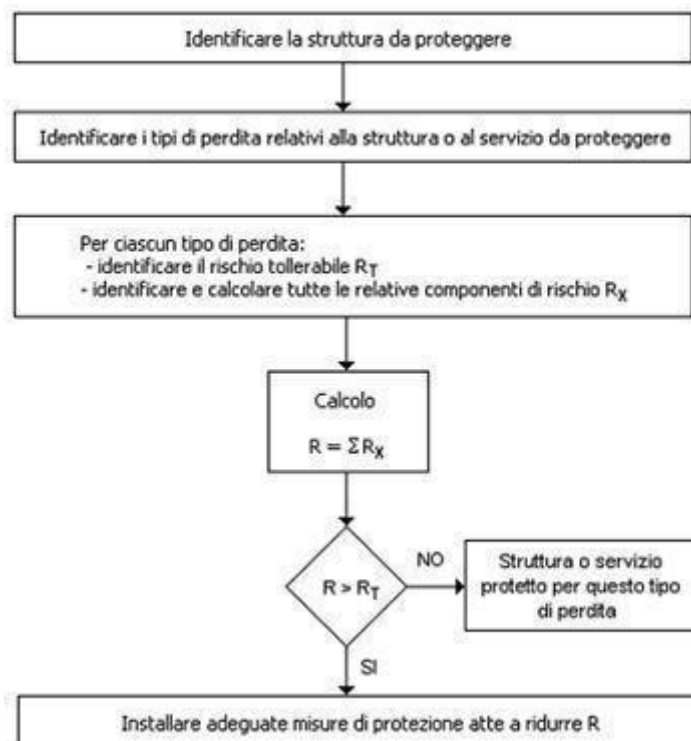 Identificare la struttura da proteggere
Identificare i tipi di perdita relativi alla struttura o al servizio da proteggere
Per ciascun tipo di perdita:
- identificare il rischio tollerabile RT
- identificare e calcolare tutte le relative componenti di rischio RX
Calcolo
R = ΣRX
R > RT
NO
Struttura o servizio
protetto per questo tipo
di perdita
SI
Installare adeguate misure di protezione atte a ridurre R